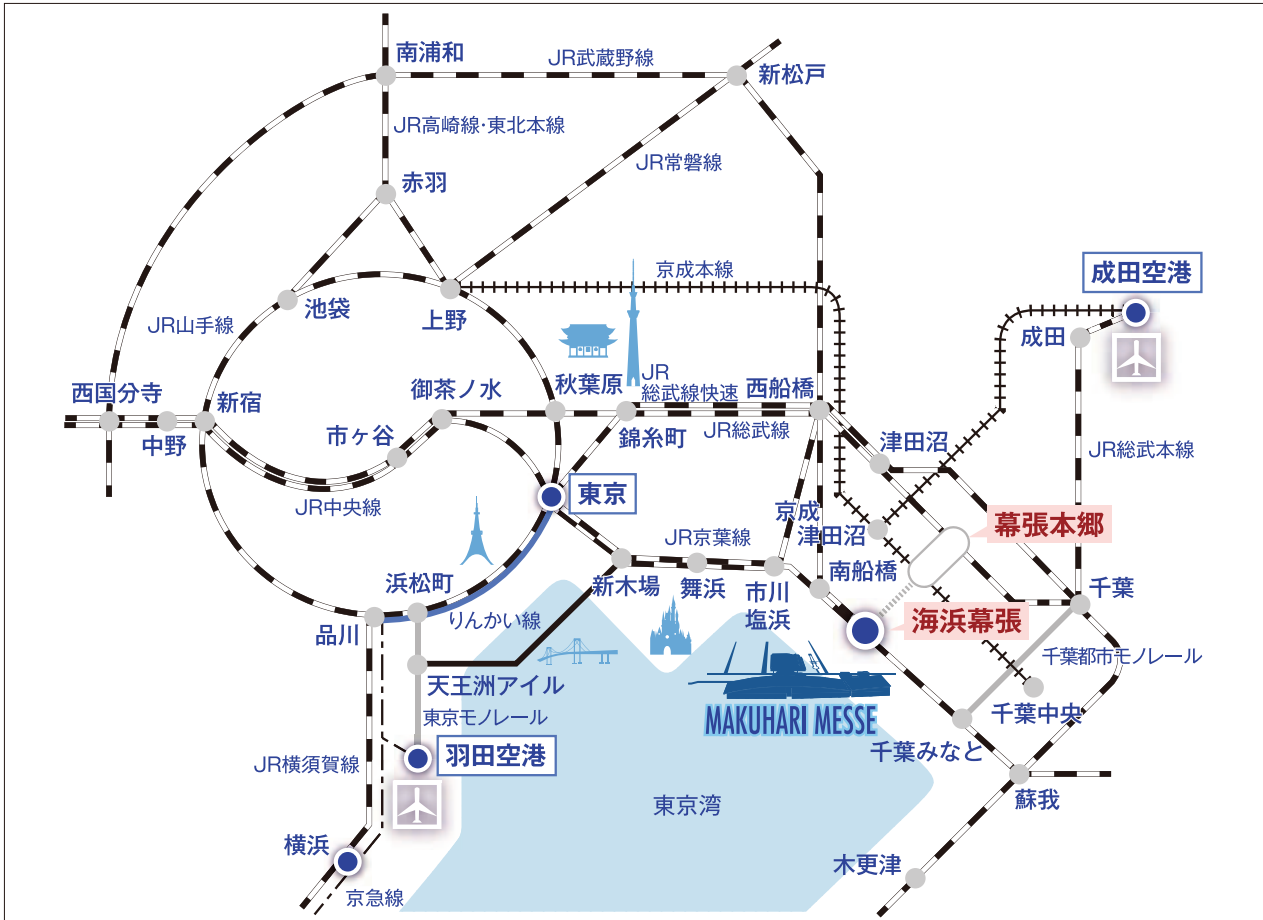 南浦和
JR武蔵野線
新松戸
JR高崎線・東北本線
JR常磐線
赤羽
京成本線
成田空港
池袋
上野
JR山手線
成田
秋葉原
JR
総武線快速
西船橋
西国分寺
新宿
御茶ノ水
中野
市ヶ谷
錦糸町
JR総武線
津田沼
JR総武本線
JR中央線
東京
京成
津田沼
幕張本郷
JR京葉線
浜松町
新木場
舞浜
市川
塩浜
南船橋
千葉
品川
りんかい線
海浜幕張
千葉都市モノレール
天王洲アイル
東京モノレール
MAKUHARI MESSE
千葉中央
千葉みなと
羽田空港
JR横須賀線
東京湾
蘇我
横浜
木更津
京急線